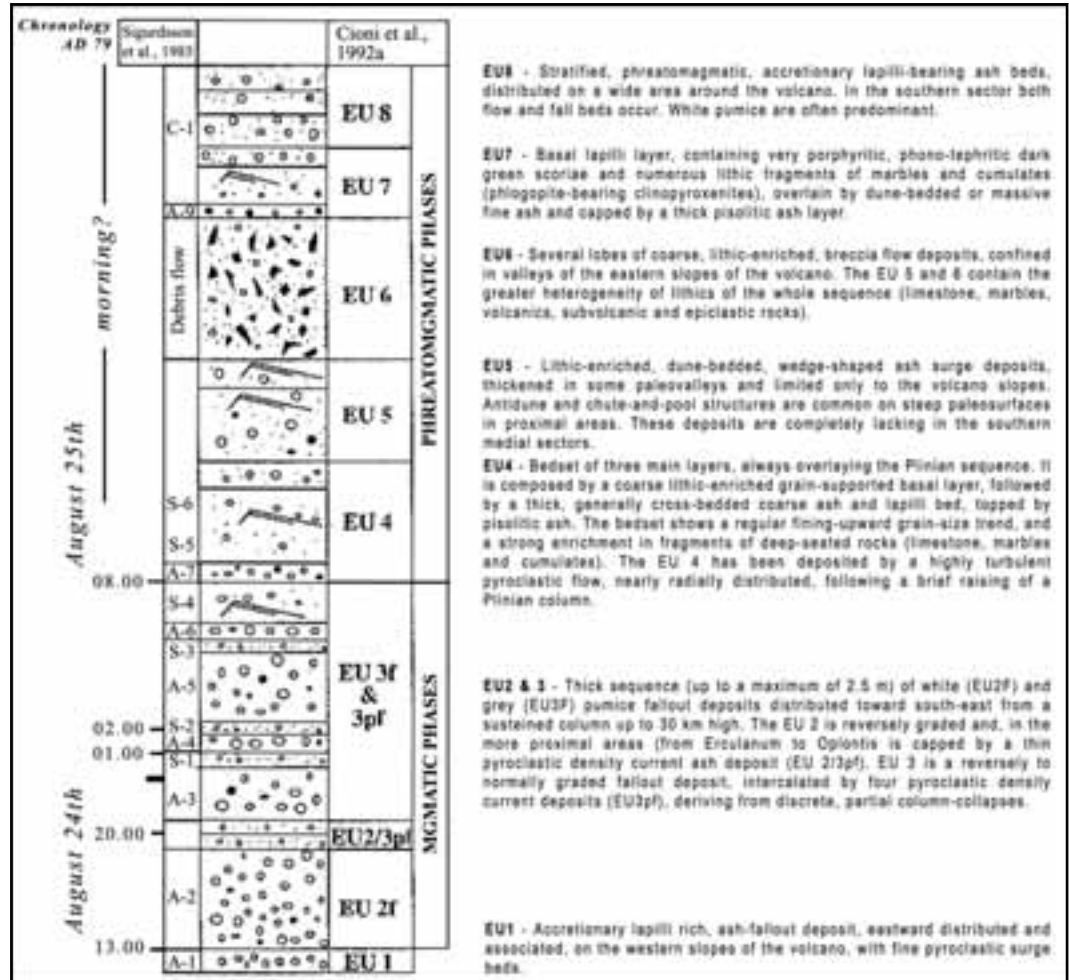 Chronology
AD 79
Sigurdsson
et al., 1985
Cioni et al.,
1992a
C-1
EU 8
EU 7
A-9
morning?
Debris flow
EU 6
PHREATOMGMATIC PHASES
EU 5
August 25th
S-6
EU 4
S-5
A-7
08.00
S-4
A-6
S-3
EU 3f
&
3pf
A-5
S-2
02.00
A-4
01.00
S-1
A-3
MGMATIC PHASES
August 24th
20.00
EU2/3pf
A-2
EU 2f
13.00
A-1
EU 1
EU8 - Stratified, phreatomagmatic, accretionary lapilli-bearing ash beds,
distributed on a wide area around the volcano. In the southern sector both
flow and fall beds occur. White pumice are often predominant.
EU7 - Basal lapilli layer, containing very porphyritic, phono-tephritic dark
green scoriae and numerous lithic fragments of marbles and cumulates
(phlogopite-bearing clinopyroxenites), overlain by dune-bedded or massive
fine ash and capped by a thick pisolitic ash layer.
EU6 - Several lobes of coarse, lithic-enriched, breccia flow deposits, confined
in valleys of the eastern slopes of the volcano. The EU 5 and 6 contain the
greater heterogeneity of lithics of the whole sequence (limestone, marbles,
volcanics, subvolcanic and epiclastic rocks).
EU5 - Lithic-enriched, dune-bedded, wedge-shaped ash surge deposits,
thickened in some paleovalleys and limited only to the volcano slopes.
Antidune and chute-and-pool structures are common on steep paleosurfaces
in proximal areas. These deposits are completely lacking in the southern
medial sectors.
EU4 - Bedset of three main layers, always overlaying the Plinian sequence. It
is composed by a coarse lithic-enriched grain-supported basal layer, followed
by a thick, generally cross-bedded coarse ash and lapilli bed, topped by
pisolitic ash. The bedset shows a regular fining-upward grain-size trend, and
a strong enrichment in fragments of deep-seated rocks (limestone, marbles
and cumulates). The EU 4 has been deposited by a highly turbulent
pyroclastic flow, nearly radially distributed, following a brief raising of a
Plinian column.
EU2 & 3 - Thick sequence (up to a maximum of 2.5 m) of white (EU2F) and
grey (EU3F) pumice fallout deposits distributed toward south-east from a
susteined column up to 30 km high. The EU 2 is reversely graded and, in the
more proximal areas (from Erculanum to Oplontis is capped by a thin
pyroclastic density current ash deposit (EU 2/3pf). EU 3 is a reversely to
normally graded fallout deposit, intercalated by four pyroclastic density
current deposits (EU3pf), deriving from discrete, partial column-collapses.
EU1 - Accretionary lapilli rich, ash-fallout deposit, eastward distributed and
associated, on the western slopes of the volcano, with fine pyroclastic surge
beds.